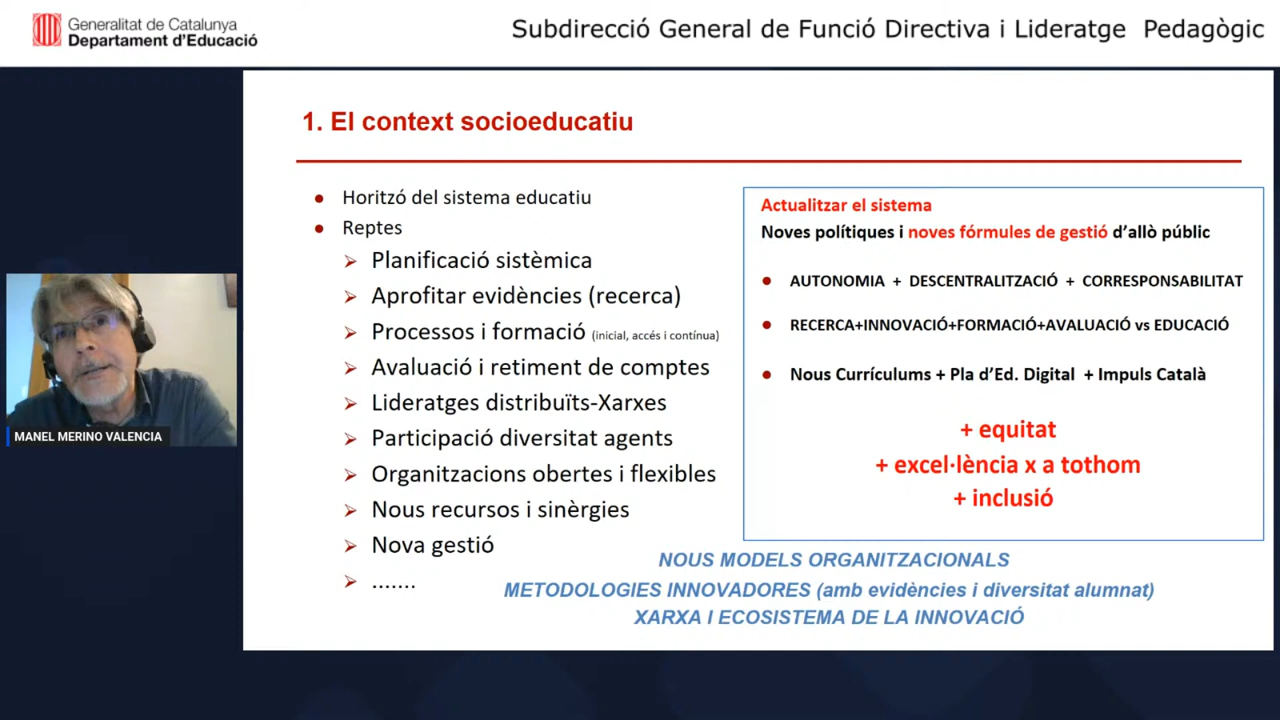 Generalitat de Catalunya
Departament d'Educació
Subdirecció General de Funció Directiva i Lideratge Pedagògic
1. El context socioeducatiu
Horitzó del sistema educatiu
Reptes
Planificació sistèmica
Aprofitar evidències (recerca)
Processos i formació (inicial, accés i contínua)
Avaluació i retiment de comptes
Lideratges distribuïts-Xarxes
Participació diversitat agents
Organitzacions obertes i flexibles
Nous recursos i sinèrgies
Nova gestió
.......
Actualitzar el sistema
Noves polítiques i noves fórmules de gestió d'allò públic
AUTONOMIA + DESCENTRALITZACIÓ + CORRESPONSABILITAT
RECERCA+INNOVACIÓ+FORMACIÓ+AVALUACIÓ vs EDUCACIÓ
Nous Currículums + Pla d'Ed. Digital + Impuls Català
+ equitat
+ excel·lència x a tothom
+ inclusió
NOUS MODELS ORGANITZACIONALS
METODOLOGIES INNOVADORES (amb evidències i diversitat alumnat)
XARXA I ECOSISTEMA DE LA INNOVACIÓ
MANEL MERINO VALENCIA